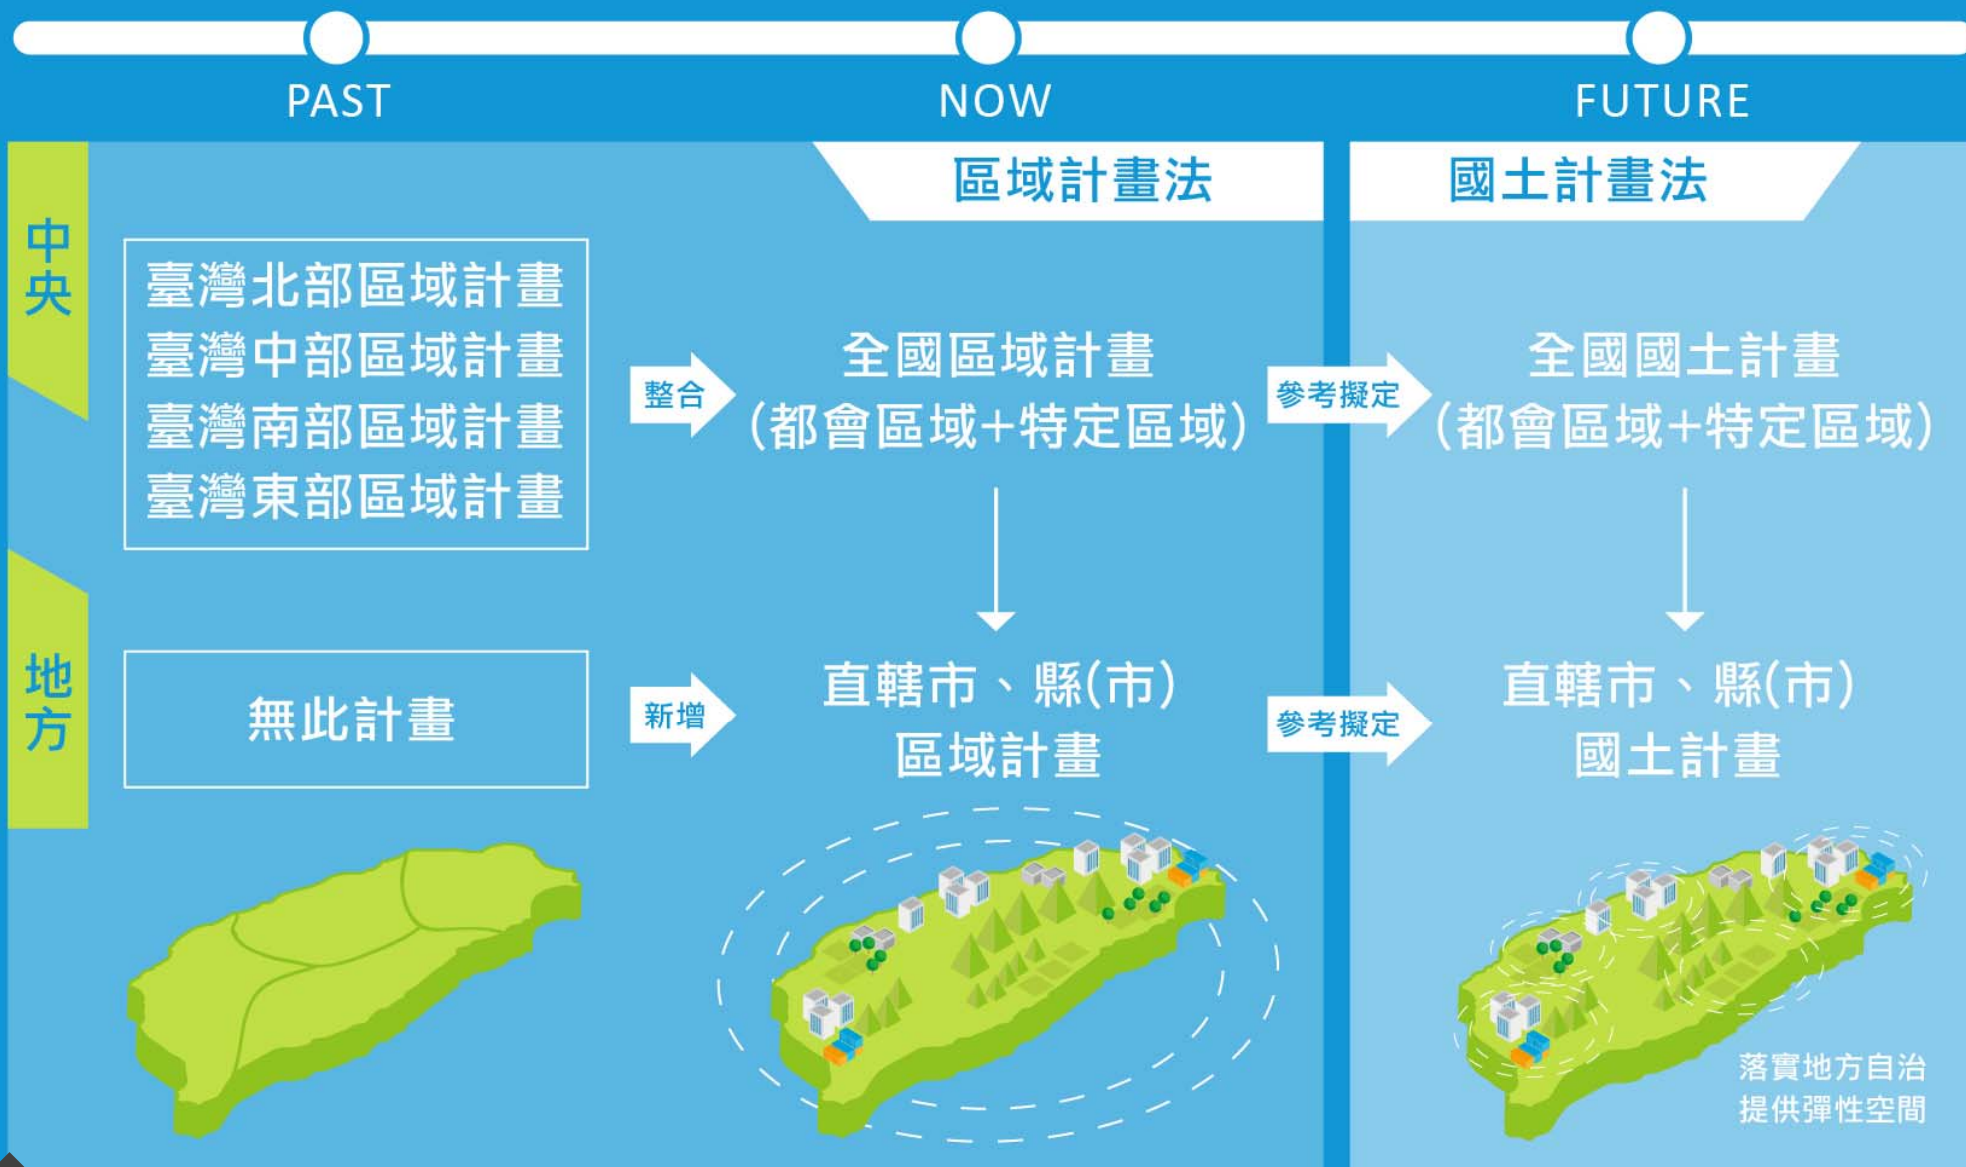 PAST
NOW
FUTURE
區域計畫法
國土計畫法
中央
臺灣北部區域計畫
臺灣中部區域計畫
臺灣南部區域計畫
臺灣東部區域計畫
整合
全國區域計畫
(都會區域+特定區域)
參考擬定
全國國土計畫
(都會區域+特定區域)
地方
無此計畫
新增
直轄市、縣(市)
區域計畫
參考擬定
直轄市、縣(市)
國土計畫
落實地方自治
提供彈性空間